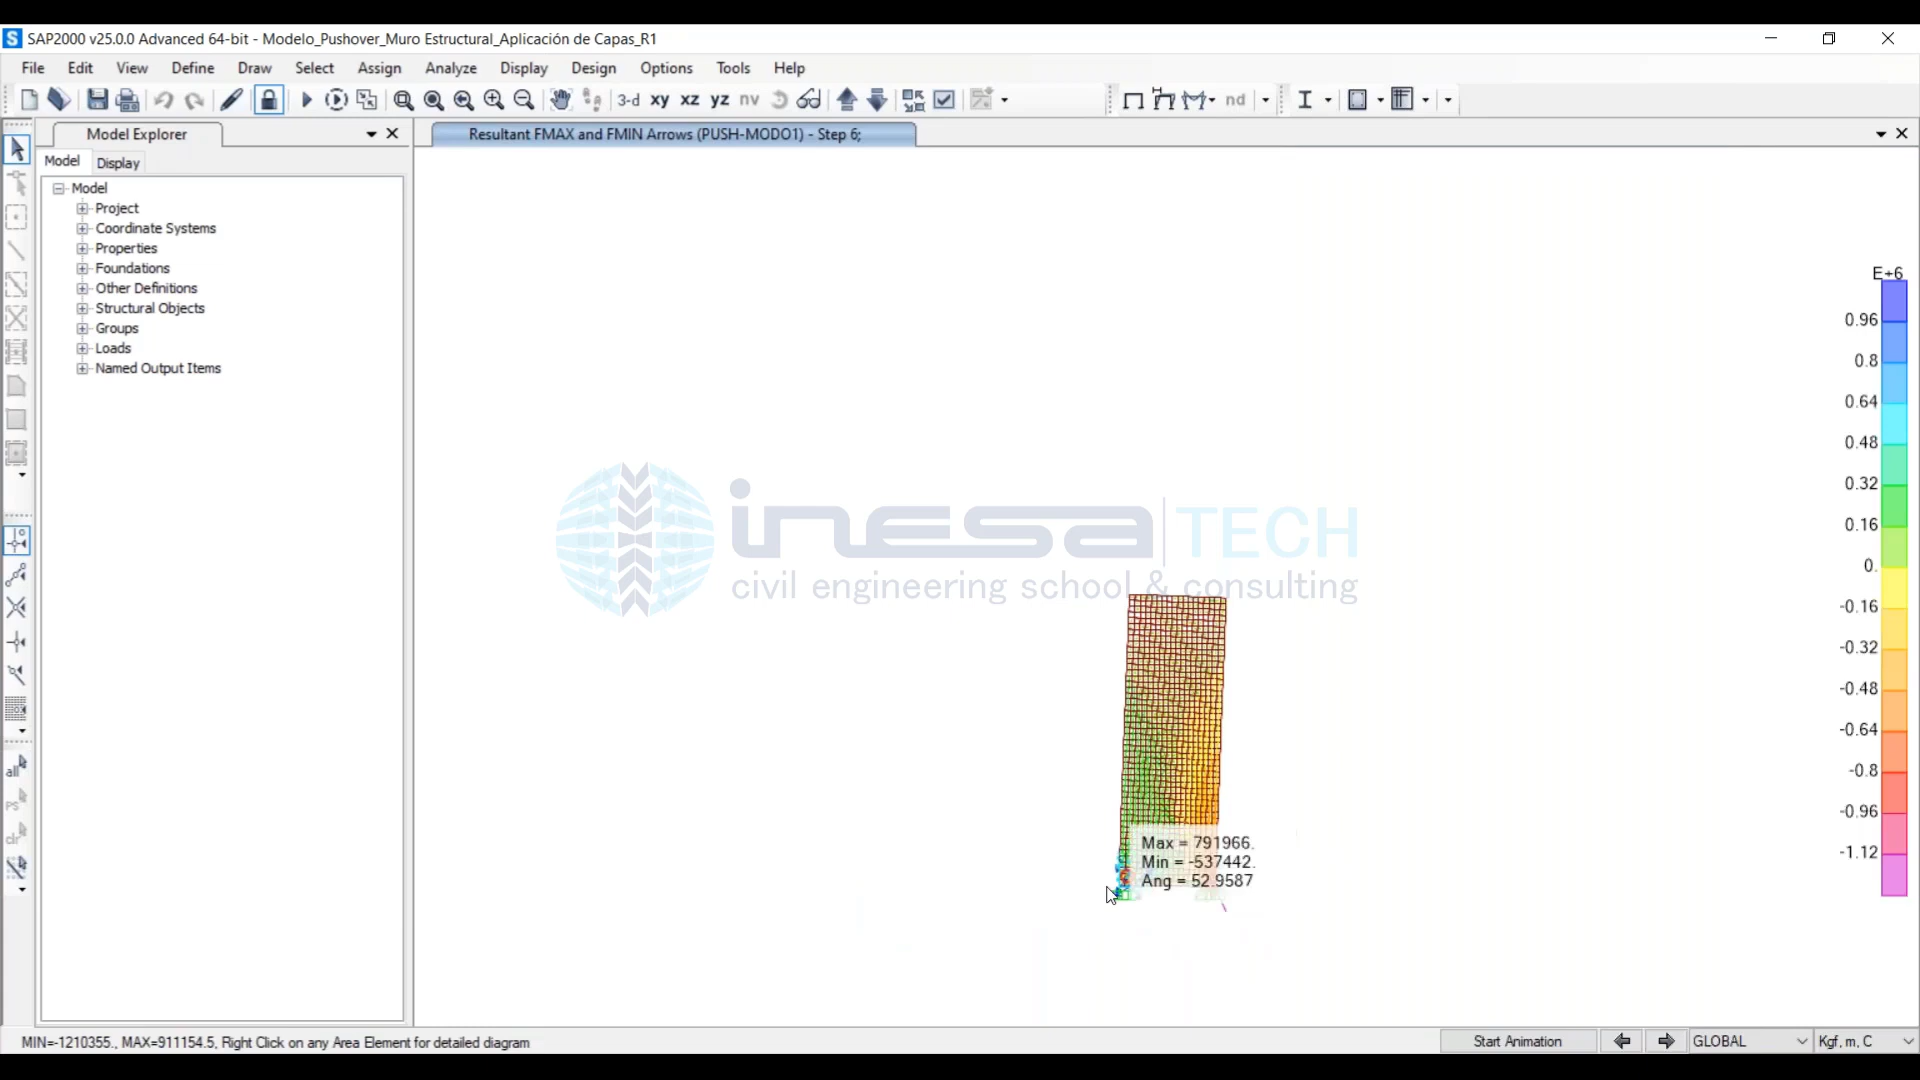 SAP2000 v25.0.0 Advanced 64-bit - Modelo_Pushover_Muro Estructural_Aplicación de Capas_R1
File Edit View Define Draw Select Assign Analyze Display Design Options Tools Help
3-d xy xz yz nv nd
Model Explorer
Resultant FMAX and FMIN Arrows (PUSH-MODO1) - Step 6;
Model Display
Model
Project
Coordinate Systems
Properties
Foundations
Other Definitions
Structural Objects
Groups
Loads
Named Output Items
all
PS
clr
inesa TECH
civil engineering school & consulting
Max = 791966.
Min = -537442.
Ang = 52.9587
E+6
0.96
0.8
0.64
0.48
0.32
0.16
0.
-0.16
-0.32
-0.48
-0.64
-0.8
-0.96
-1.12
MIN=-1210355., MAX=911154.5, Right Click on any Area Element for detailed diagram
Start Animation
GLOBAL
Kgf, m, C